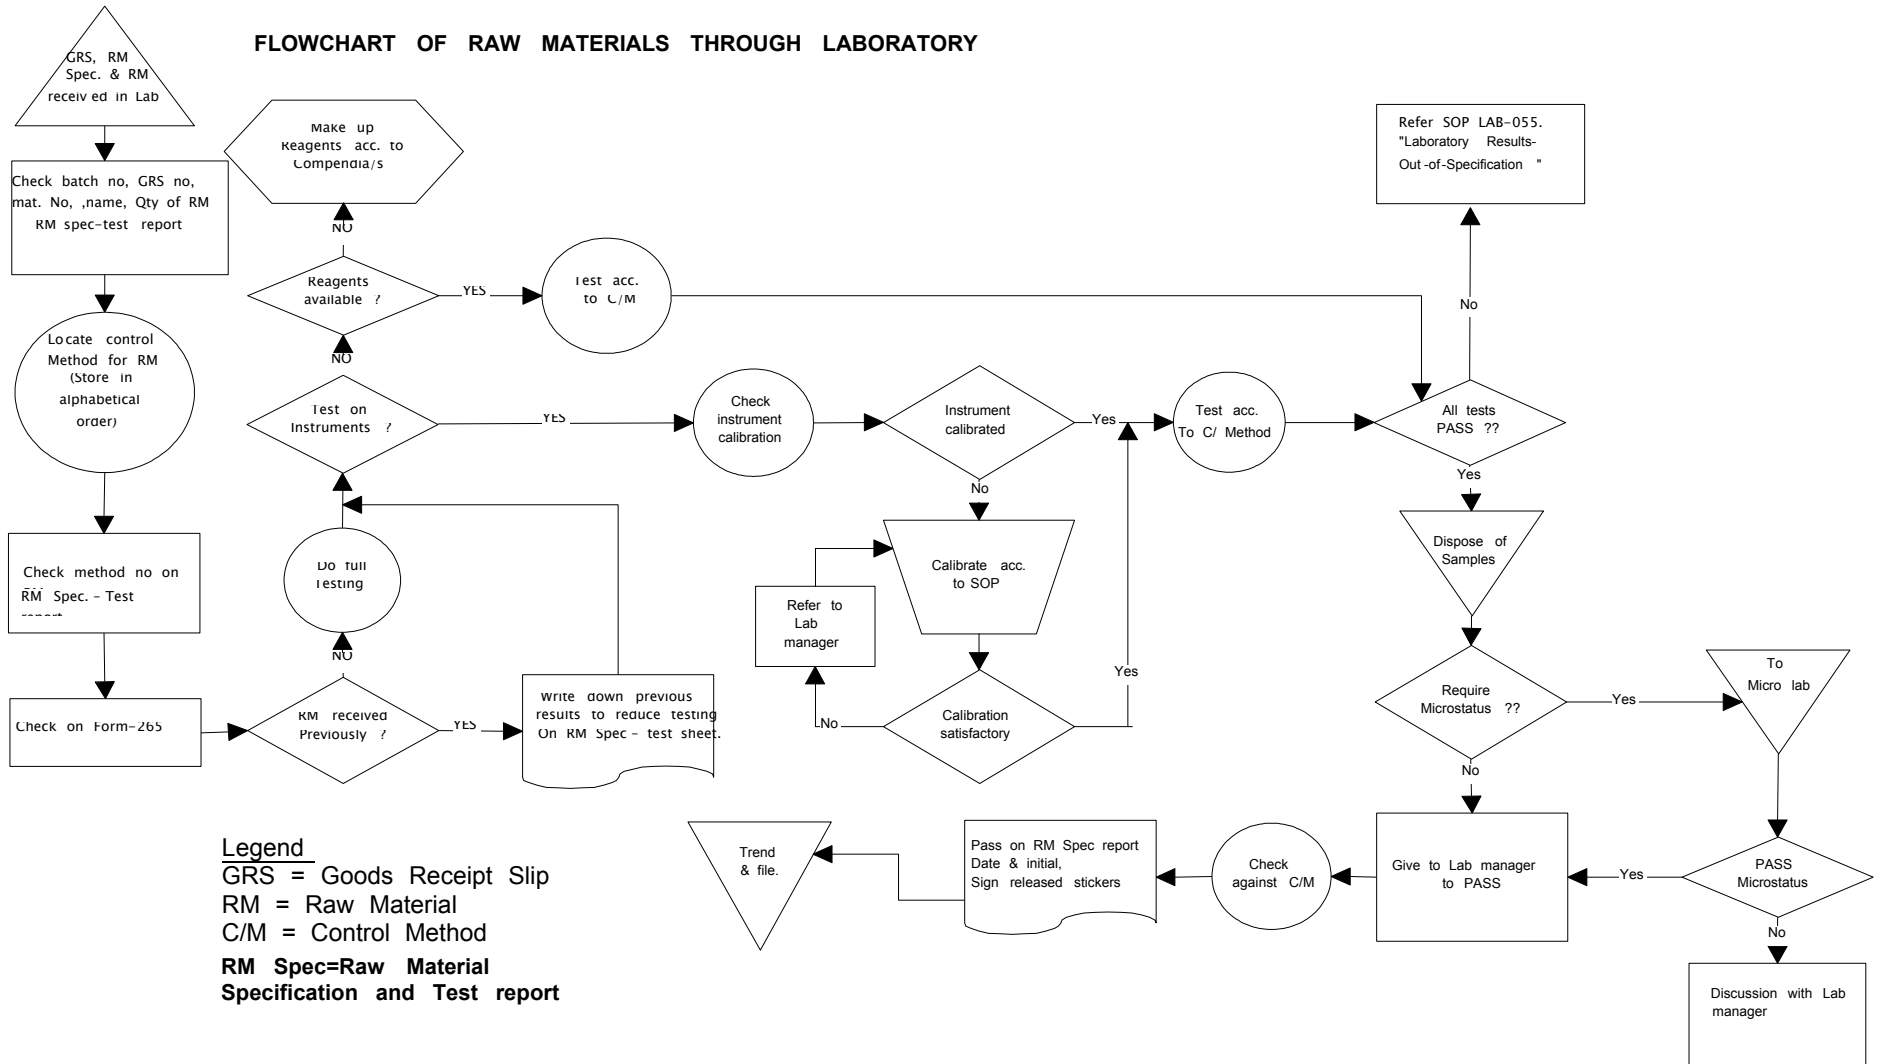 FLOWCHART OF RAW MATERIALS THROUGH LABORATORY
GRS, RM
Spec. & RM
received in Lab
Check batch no, GRS no,
mat. No, ,name, Qty of RM
RM spec-test report
Locate control
Method for RM
(Store in
alphabetical
order)
Check method no on
RM Spec. - Test
Check on Form-265
RM received
Previously ?
NO
YES
Do full
Testing
Write down previous
results to reduce testing
On RM Spec - test sheet.
Test on
Instruments ?
NO
YES
Reagents
available ?
NO
YES
Make up
Reagents acc. to
Compendia/s
Test acc.
to C/M
Check
instrument
calibration
Instrument
calibrated
Yes
No
Calibrate acc.
to SOP
Refer to
Lab
manager
Calibration
satisfactory
No
Yes
Test acc.
To C/ Method
All tests
PASS ??
No
Yes
Refer SOP LAB-055.
"Laboratory Results-
Out-of-Specification "
Dispose of
Samples
Require
Microstatus ??
Yes
No
To
Micro lab
PASS
Microstatus
Yes
No
Discussion with Lab
manager
Give to Lab manager
to PASS
Check
against C/M
Pass on RM Spec report
Date & initial,
Sign released stickers
Trend
& file.
Legend
GRS = Goods Receipt Slip
RM = Raw Material
C/M = Control Method
RM Spec=Raw Material
Specification and Test report